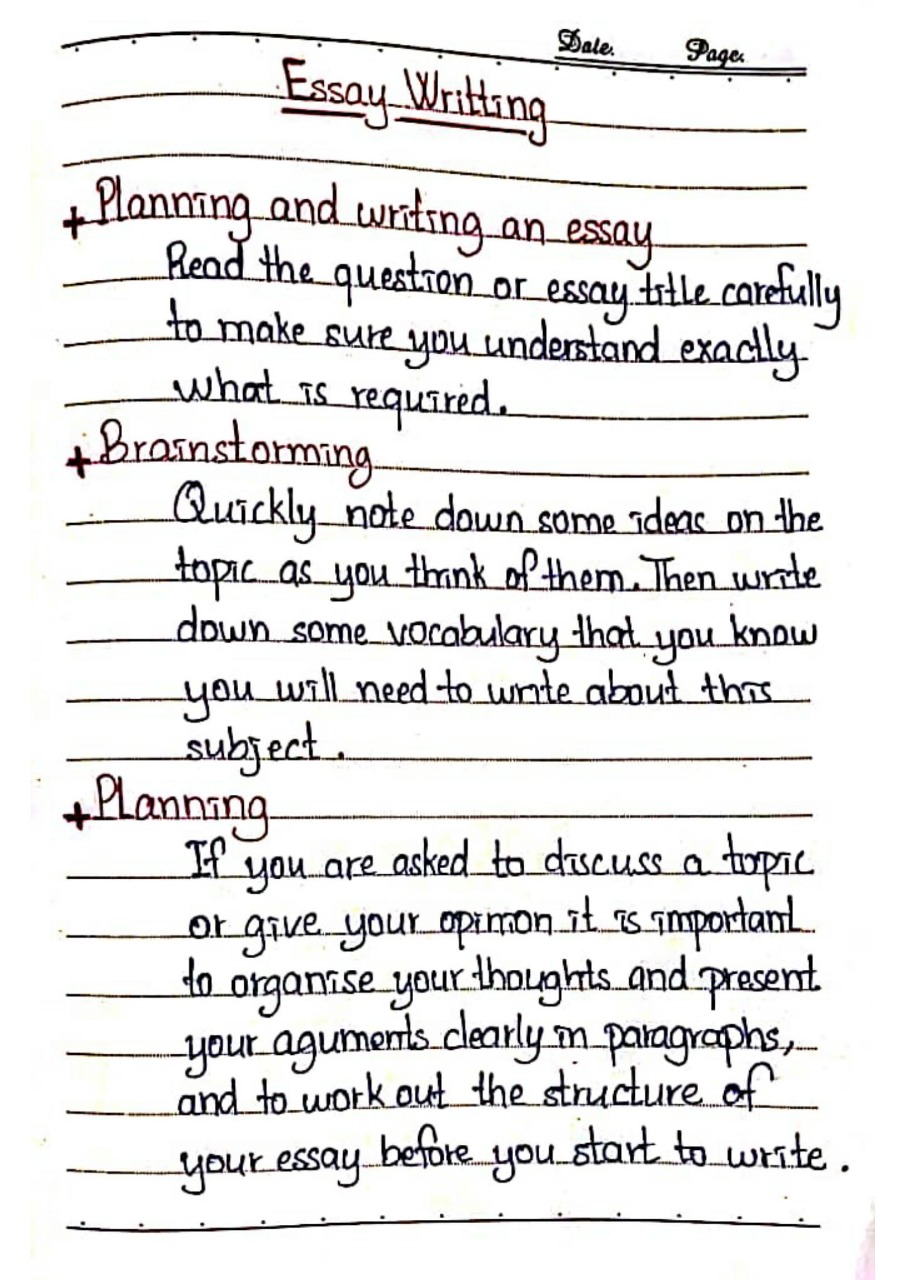 Date. Page.
Essay Writting
+ Planning and writing an essay
Read the question or essay title carefully
to make sure you understand exactly
what is required.
+ Brainstorming
Quickly note down some ideas on the
topic as you think of them. Then write
down some vocabulary that you know
you will need to write about this
subject.
+ Planning
If you are asked to discuss a topic
or give your opinion it is important
to organise your thoughts and present
your aguments clearly in paragraphs,
and to work out the structure of
your essay before you start to write.